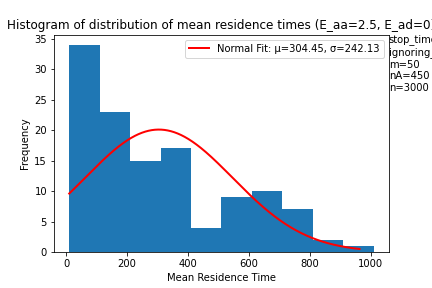 Histogram of distribution of mean residence times (E_aa=2.5, E_ad=0
stop_time
ignoring_
m=50
nA=450
n=3000
Normal Fit: μ=304.45, σ=242.13
Frequency
35
30
25
20
15
10
5
0
0 200 400 600 800 1000
Mean Residence Time